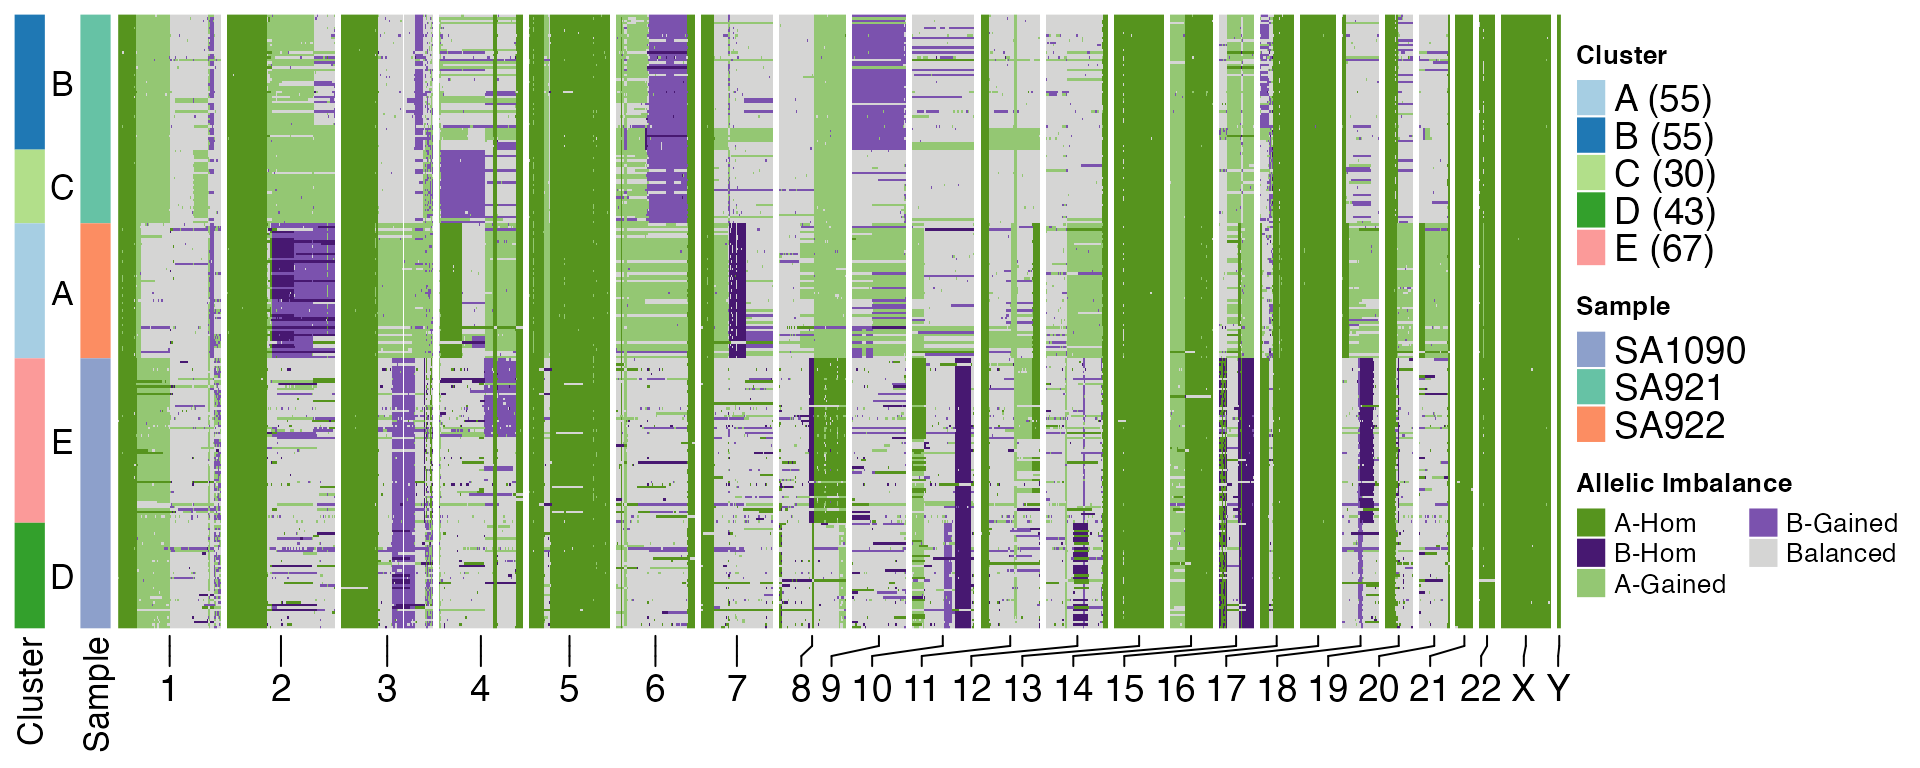 B
C
A
E
D
Cluster
Sample
1 2 3 4 5 6 7 8 9 10 11 12 13 14 15 16 17 18 19 20 21 22 X Y
Cluster
A (55)
B (55)
C (30)
D (43)
E (67)
Sample
SA1090
SA921
SA922
Allelic Imbalance
A-Hom
B-Hom
A-Gained
B-Gained
Balanced